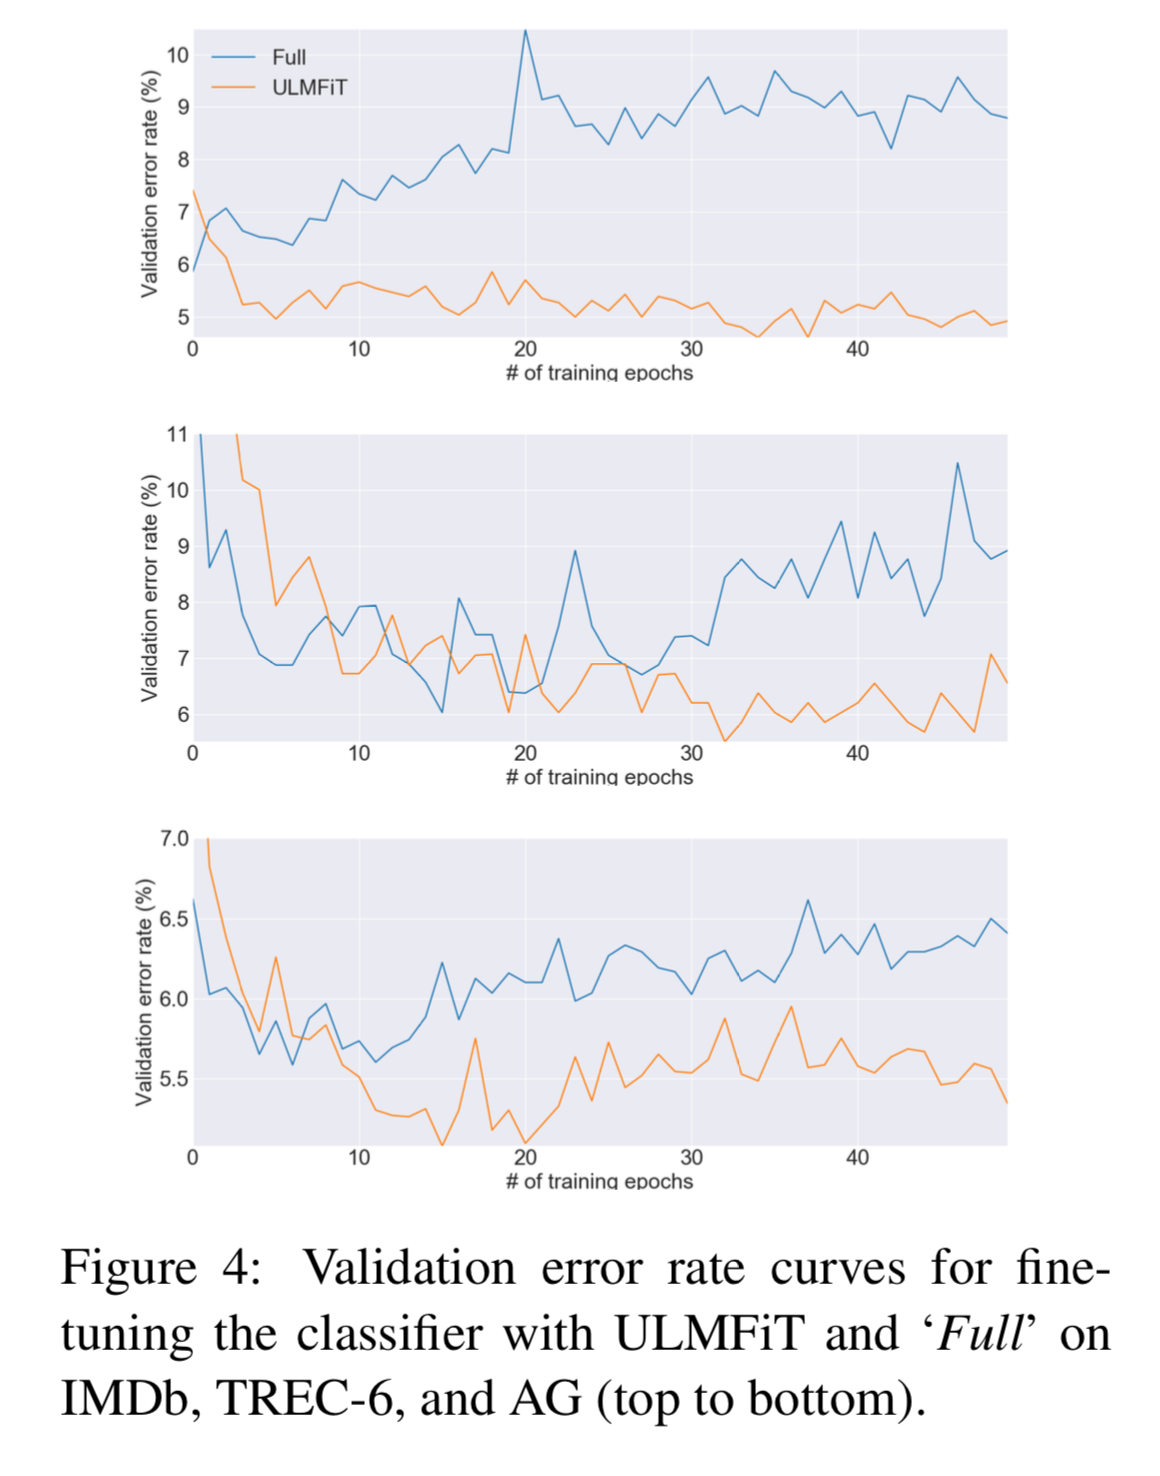 10
Full
ULMFiT
9
8
7
6
5
Validation error rate (%)
0 10 20 30 40
# of training epochs
11
10
9
8
7
6
Validation error rate (%)
0 10 20 30 40
# of training epochs
7.0
6.5
6.0
5.5
Validation error rate (%)
0 10 20 30 40
# of training epochs
Figure 4: Validation error rate curves for fine-
tuning the classifier with ULMFiT and ‘Full’ on
IMDb, TREC-6, and AG (top to bottom).